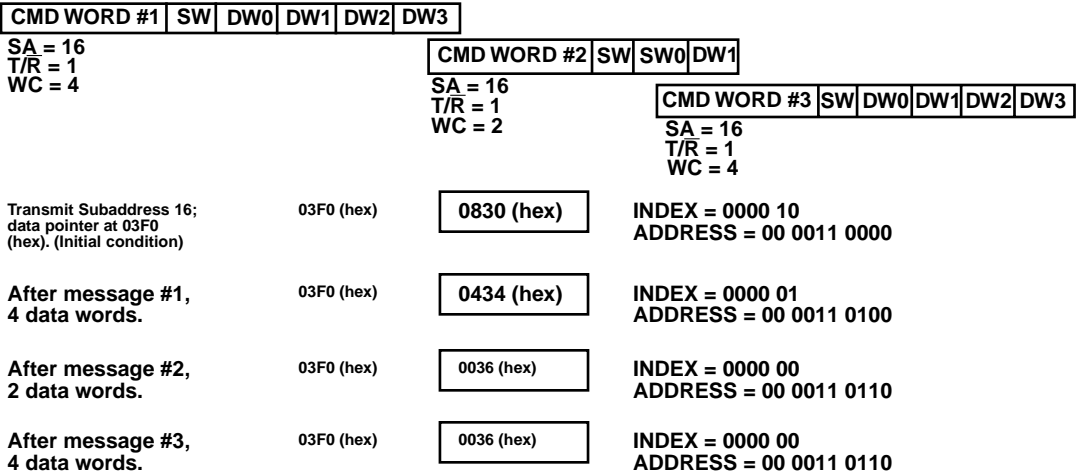 CMD WORD #1 SW DW0 DW1 DW2 DW3
SA = 16
T/R̅ = 1
WC = 4
CMD WORD #2 SW SW0 DW1
SA = 16
T/R̅ = 1
WC = 2
CMD WORD #3 SW DW0 DW1 DW2 DW3
SA = 16
T/R̅ = 1
WC = 4
Transmit Subaddress 16;
data pointer at 03F0
(hex). (Initial condition)
03F0 (hex)
0830 (hex)
INDEX = 0000 10
ADDRESS = 00 0011 0000
After message #1,
4 data words.
03F0 (hex)
0434 (hex)
INDEX = 0000 01
ADDRESS = 00 0011 0100
After message #2,
2 data words.
03F0 (hex)
0036 (hex)
INDEX = 0000 00
ADDRESS = 00 0011 0110
After message #3,
4 data words.
03F0 (hex)
0036 (hex)
INDEX = 0000 00
ADDRESS = 00 0011 0110